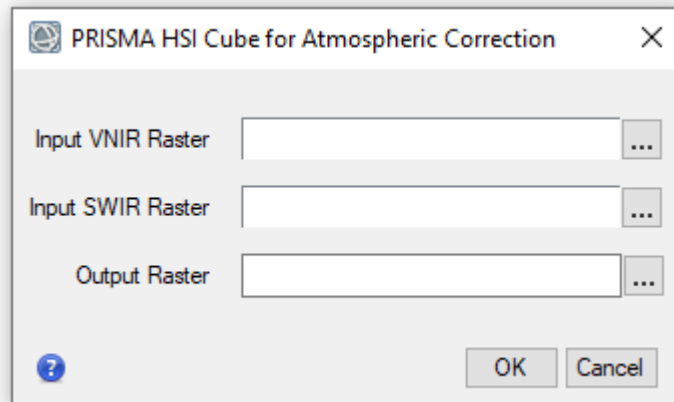 PRISMA HSI Cube for Atmospheric Correction
Input VNIR Raster
...
Input SWIR Raster
...
Output Raster
...
?
OK Cancel